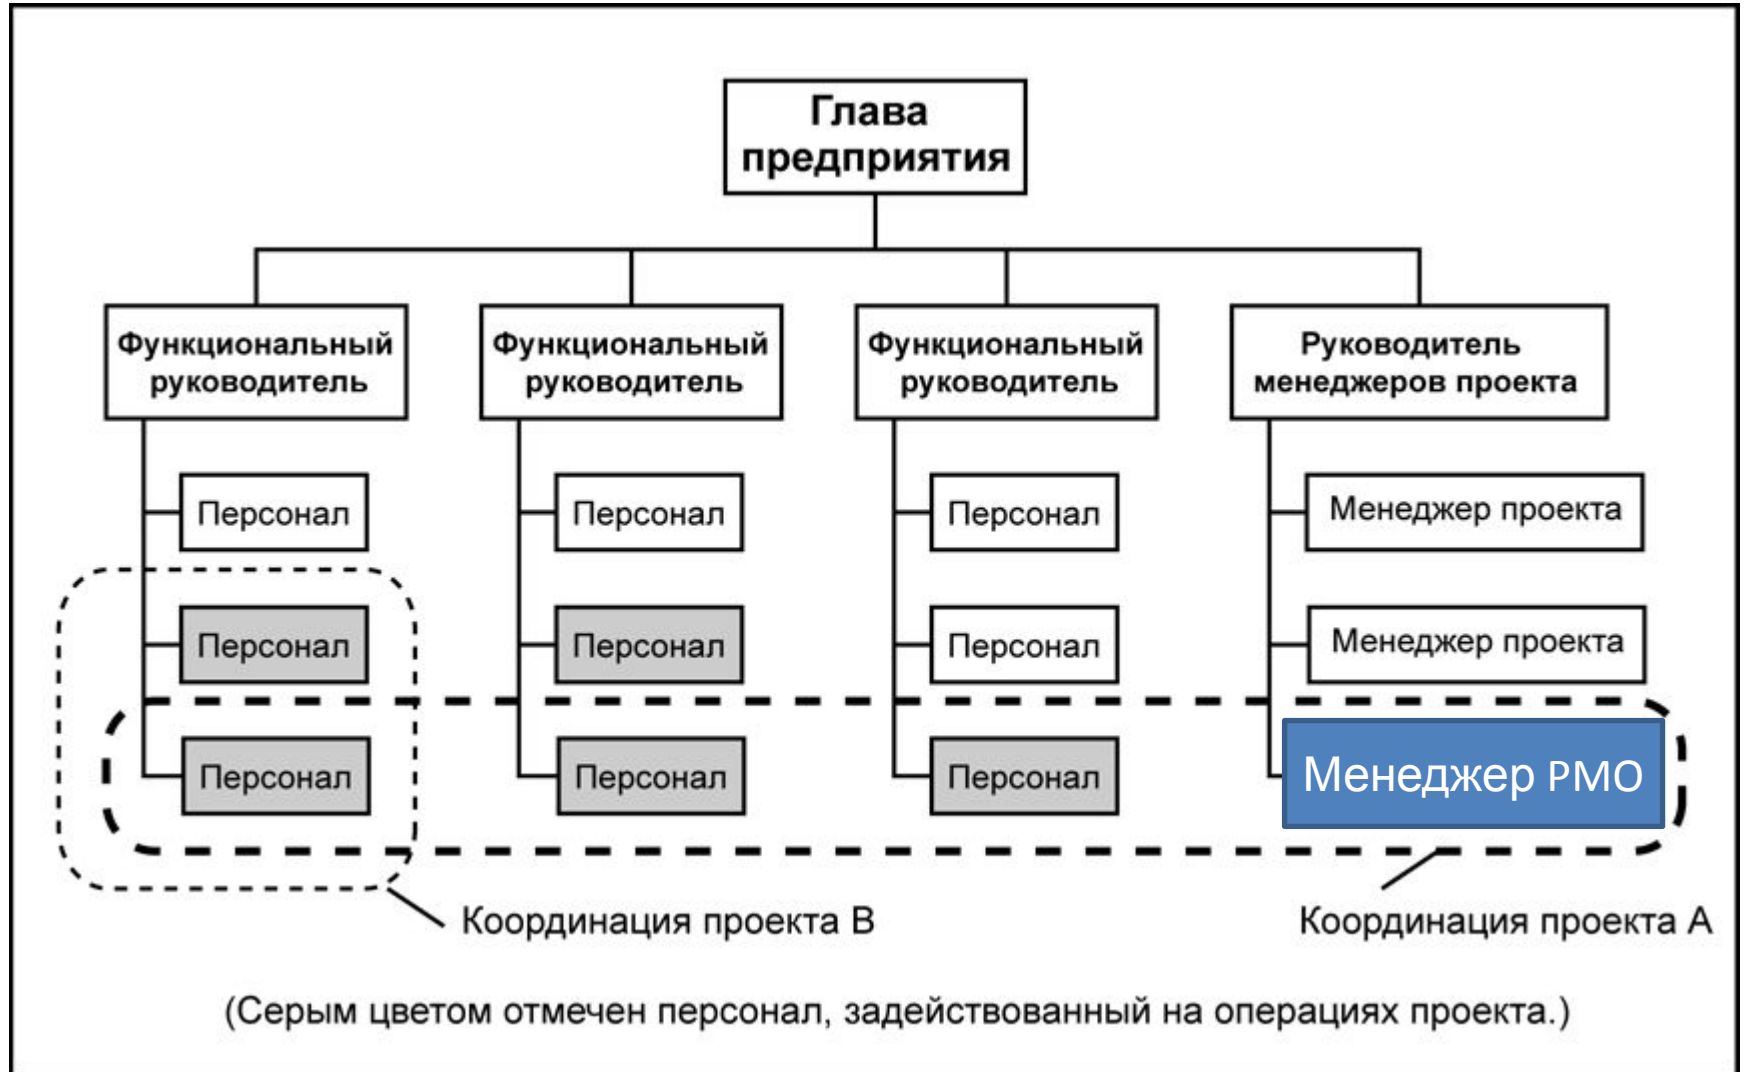 Глава
предприятия
Функциональный
руководитель
Функциональный
руководитель
Функциональный
руководитель
Руководитель
менеджеров проекта
Персонал
Персонал
Персонал
Менеджер проекта
Персонал
Персонал
Персонал
Менеджер проекта
Персонал
Персонал
Персонал
Менеджер PMO
Координация проекта B
Координация проекта A
(Серым цветом отмечен персонал, задействованный на операциях проекта.)